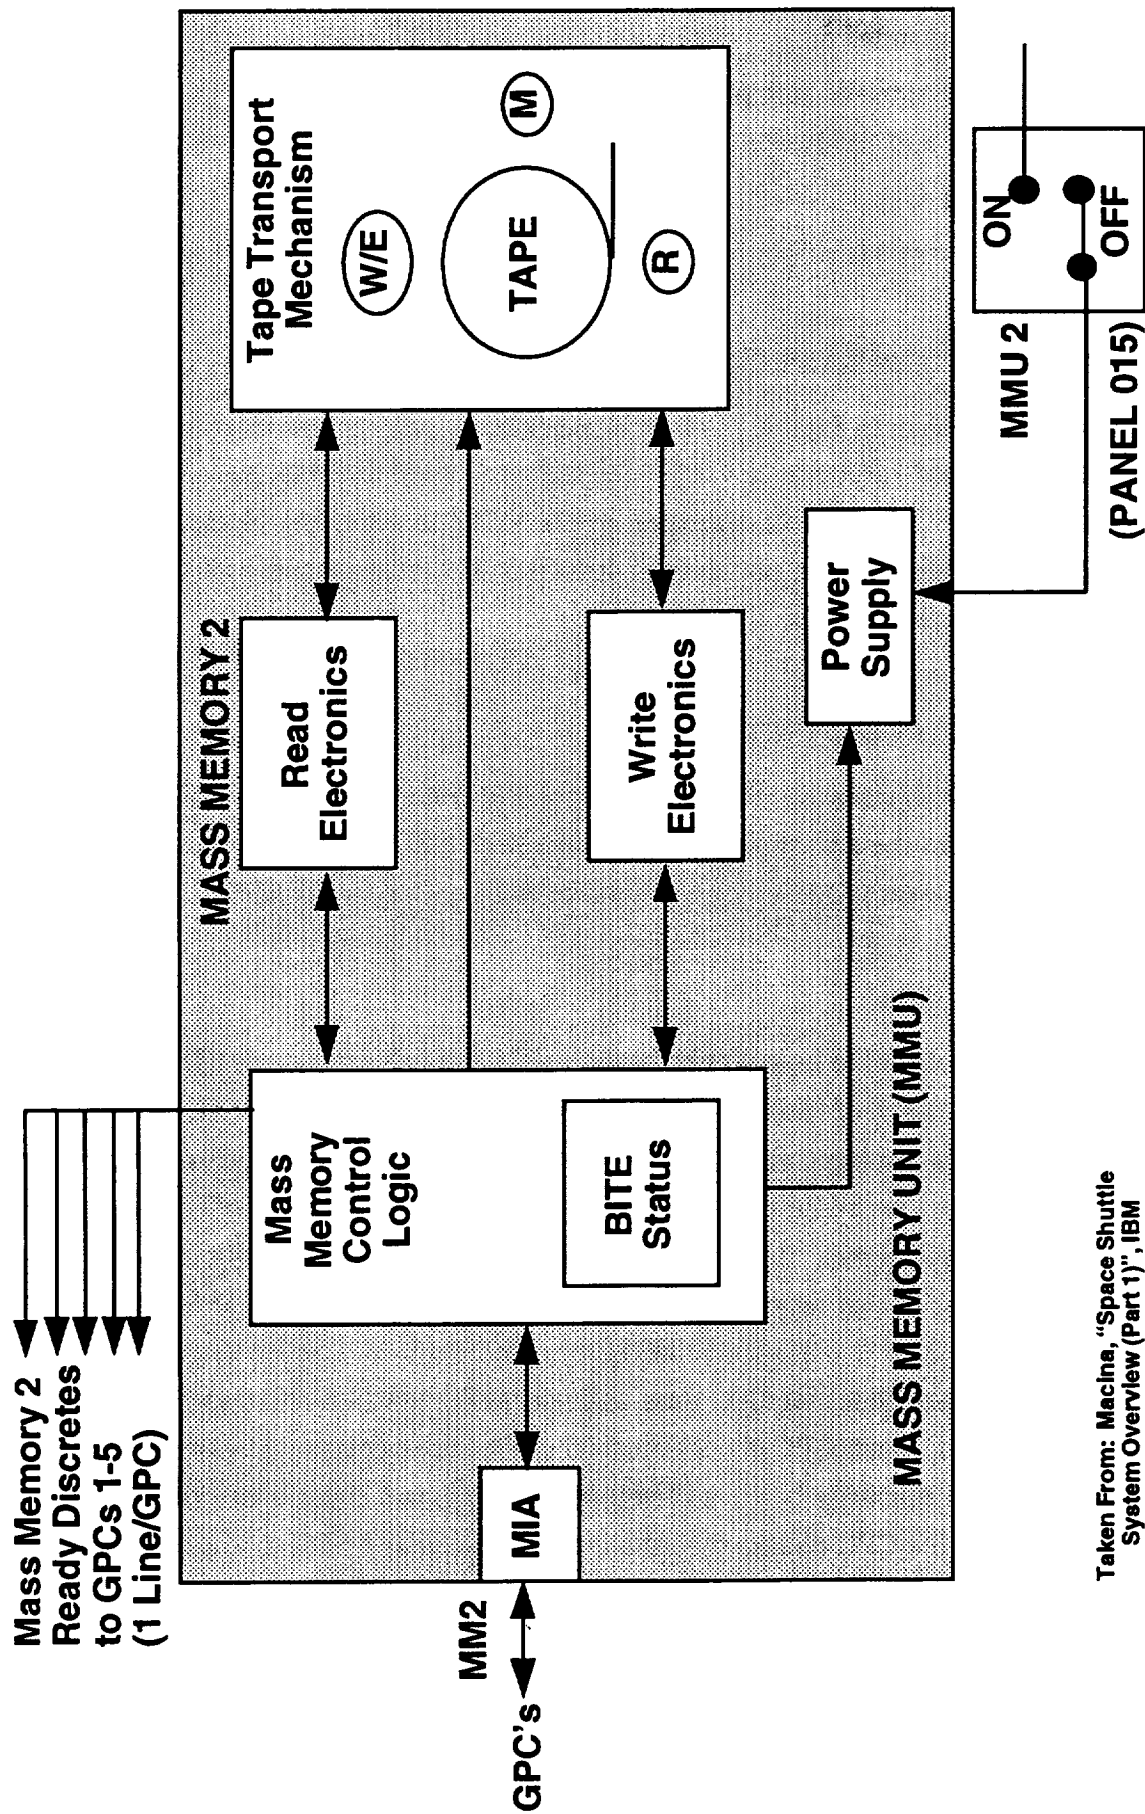 Mass Memory 2
Ready Discretes
to GPCs 1-5
(1 Line/GPC)
MASS MEMORY 2
Tape Transport
Mechanism
W/E
TAPE
M
R
Read
Electronics
Mass
Memory
Control
Logic
BITE
Status
Write
Electronics
MM2
GPC's
MIA
Power
Supply
MASS MEMORY UNIT (MMU)
ON
OFF
MMU 2
(PANEL 015)
Taken From: Macina, "Space Shuttle
System Overview (Part 1)", IBM